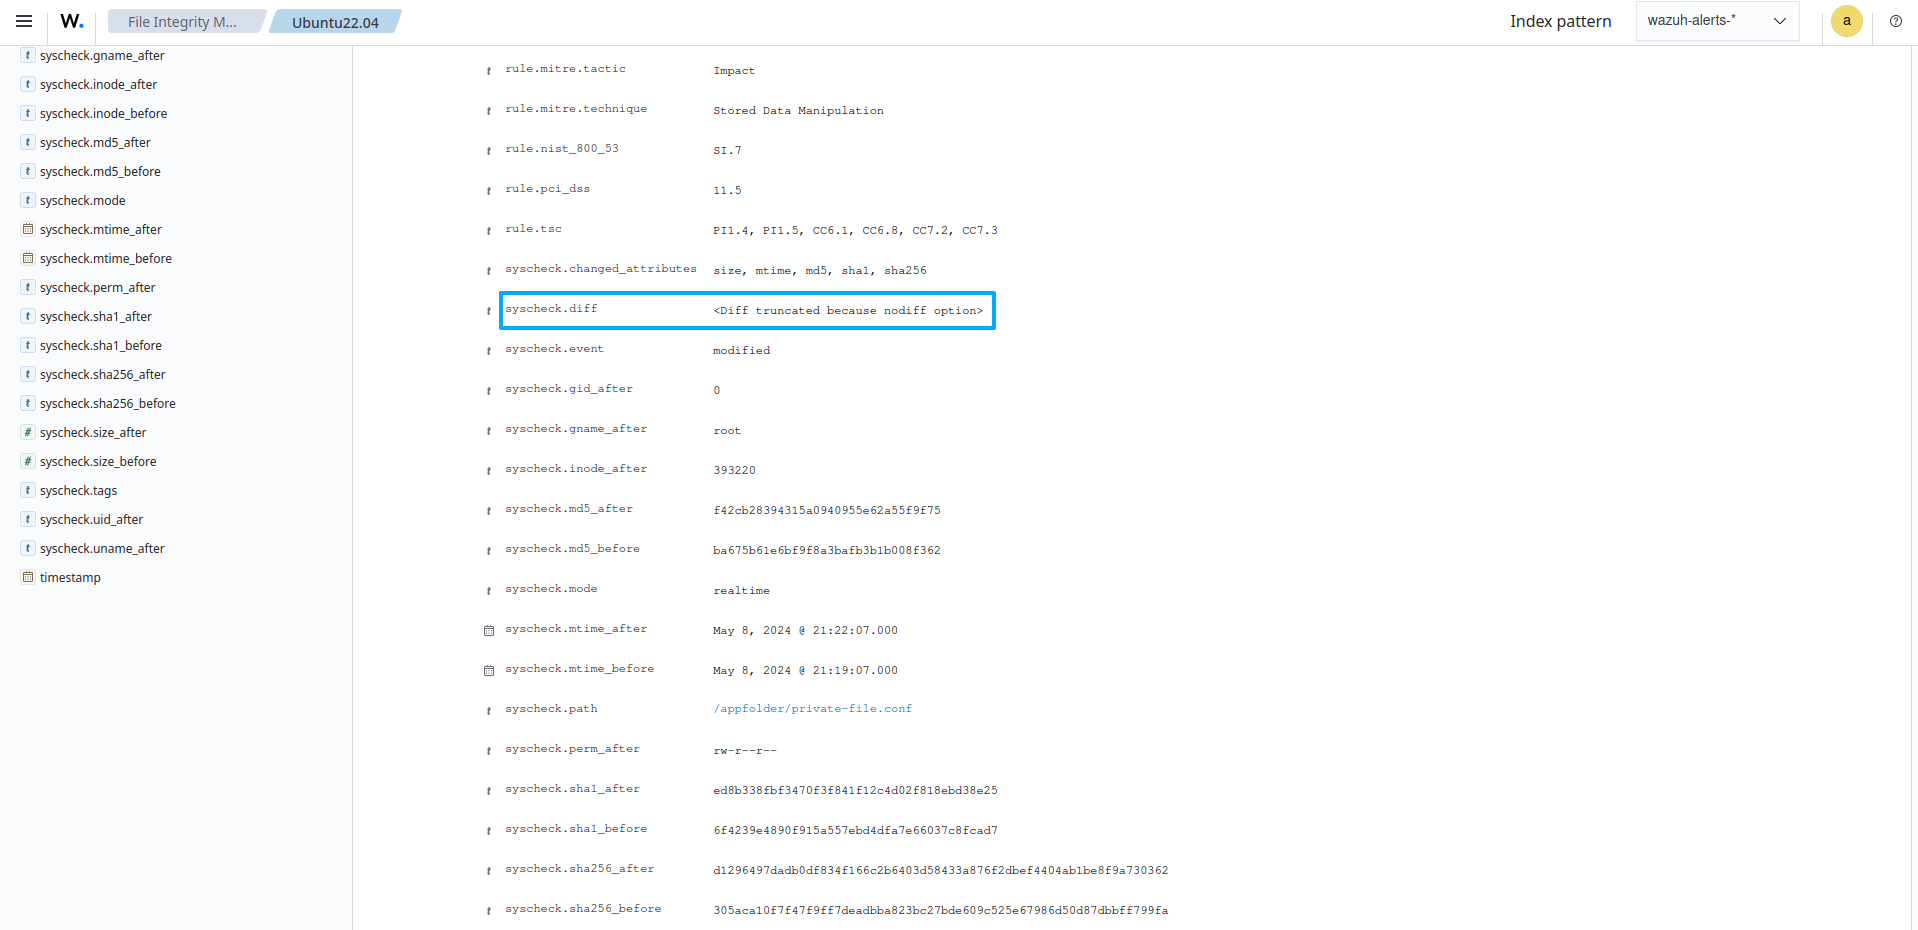 W.
File Integrity M...
Ubuntu22.04
Index pattern
wazuh-alerts-*
a
syscheck.gname_after
syscheck.inode_after
syscheck.inode_before
syscheck.md5_after
syscheck.md5_before
syscheck.mode
syscheck.mtime_after
syscheck.mtime_before
syscheck.perm_after
syscheck.sha1_after
syscheck.sha1_before
syscheck.sha256_after
syscheck.sha256_before
syscheck.size_after
syscheck.size_before
syscheck.tags
syscheck.uid_after
syscheck.uname_after
timestamp
rule.mitre.tactic Impact
rule.mitre.technique Stored Data Manipulation
rule.nist_800_53 SI.7
rule.pci_dss 11.5
rule.tsc PI1.4, PI1.5, CC6.1, CC6.8, CC7.2, CC7.3
syscheck.changed_attributes size, mtime, md5, sha1, sha256
syscheck.diff <Diff truncated because nodiff option>
syscheck.event modified
syscheck.gid_after 0
syscheck.gname_after root
syscheck.inode_after 393220
syscheck.md5_after f42cb28394315a0940955e62a55f9f75
syscheck.md5_before ba675b61e6bf9f8a3bafb3b1b008f362
syscheck.mode realtime
syscheck.mtime_after May 8, 2024 @ 21:22:07.000
syscheck.mtime_before May 8, 2024 @ 21:19:07.000
syscheck.path /appfolder/private-file.conf
syscheck.perm_after rw-r--r--
syscheck.sha1_after ed8b338fbf3470f3f841f12c4d02f818ebd38e25
syscheck.sha1_before 6f4239e4890f915a557ebd4dfa7e66037c8fcad7
syscheck.sha256_after d1296497dadb0df834f166c2b6403d58433a876f2dbef4404ab1be8f9a730362
syscheck.sha256_before 305aca10f7f47f9ff7deadbba823bc27bde609c525e67986d50d87dbbff799fa